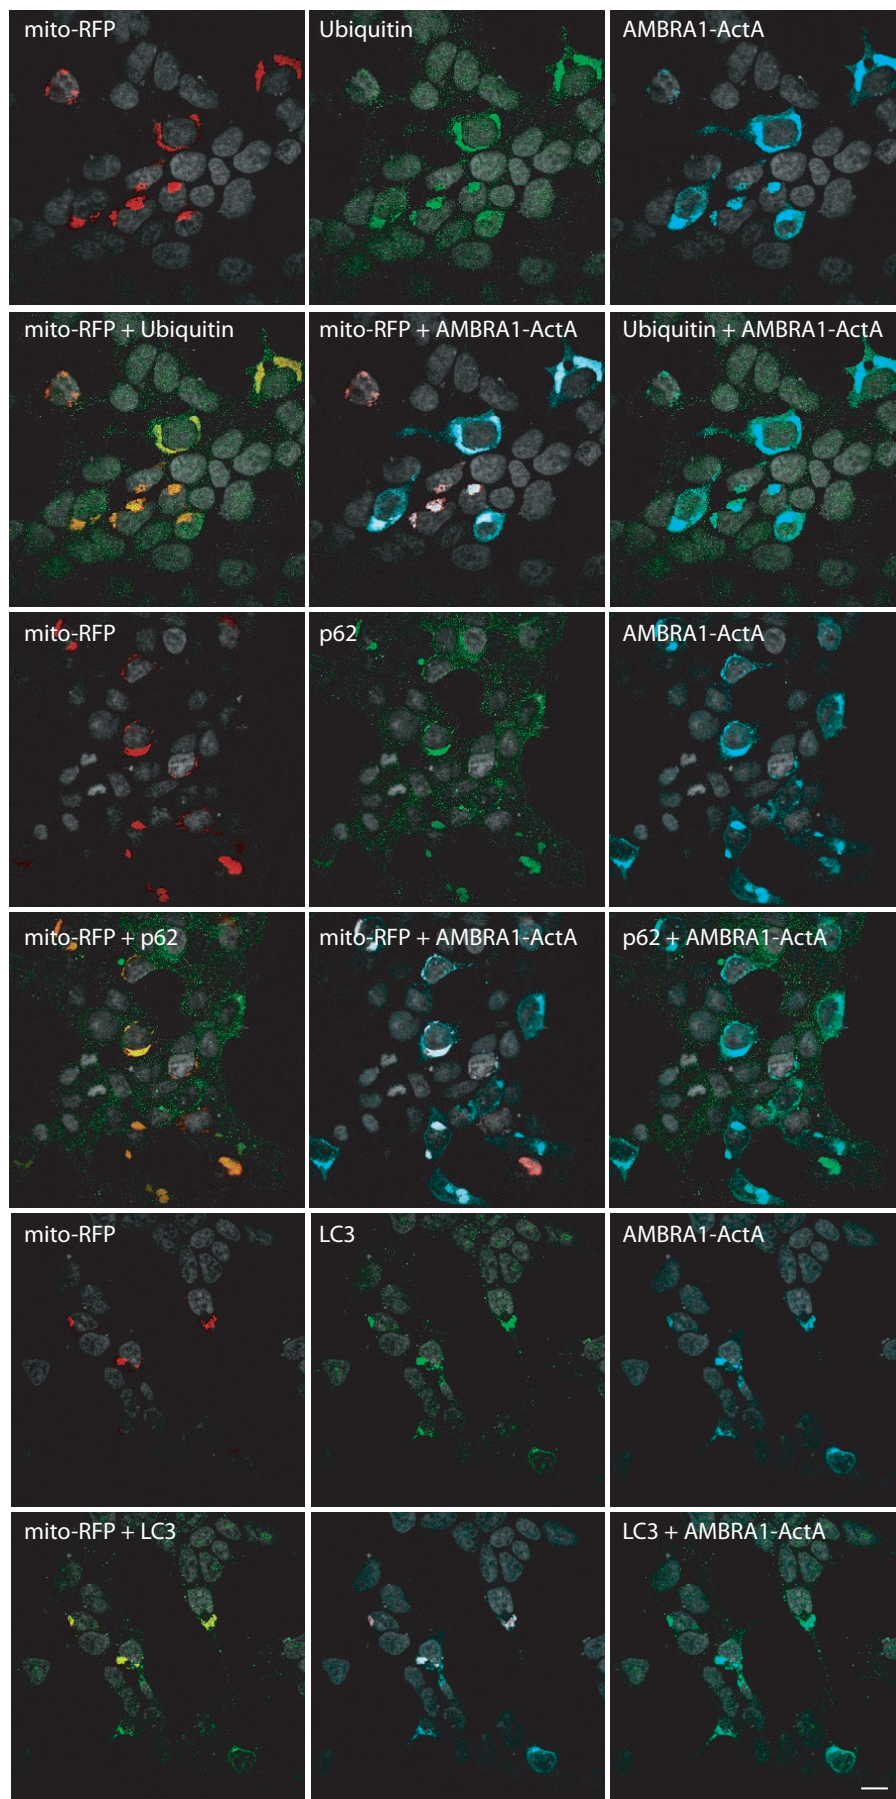 mito-RFP
Ubiquitin
AMBRA1-ActA
mito-RFP + Ubiquitin
mito-RFP + AMBRA1-ActA
Ubiquitin + AMBRA1-ActA
mito-RFP
p62
AMBRA1-ActA
mito-RFP + p62
mito-RFP + AMBRA1-ActA
p62 + AMBRA1-ActA
mito-RFP
LC3
AMBRA1-ActA
mito-RFP + LC3
LC3 + AMBRA1-ActA